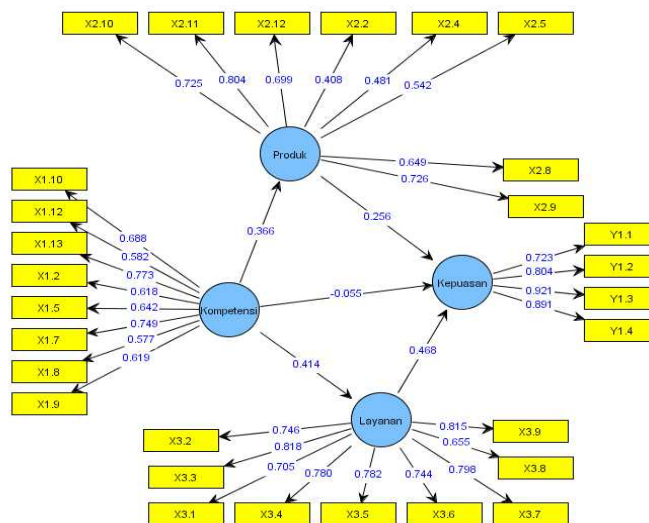 X2.10 X2.11 X2.12 X2.2 X2.4 X2.5
0.725 0.804 0.699 0.408 0.481 0.542
Produk
0.649 X2.8
0.726 X2.9
X1.10
X1.12
X1.13
X1.2
X1.5
X1.7
X1.8
X1.9
0.688
0.582
0.773
0.618
0.642
0.749
0.577
0.619
Kompetensi
0.366
0.256
-0.055
0.414
0.468
Kepuasan
0.723 Y1.1
0.804 Y1.2
0.921 Y1.3
0.891 Y1.4
Layanan
X3.2 0.746
X3.3 0.818
0.705 0.780 0.782 0.744 0.798
0.815 X3.9
0.655 X3.8
X3.1 X3.4 X3.5 X3.6 X3.7